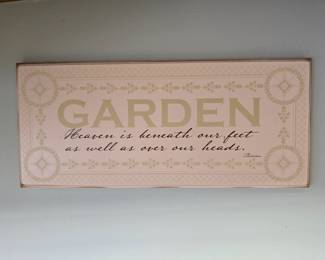 GARDEN
Heaven is beneath our feet
as well as over our heads.